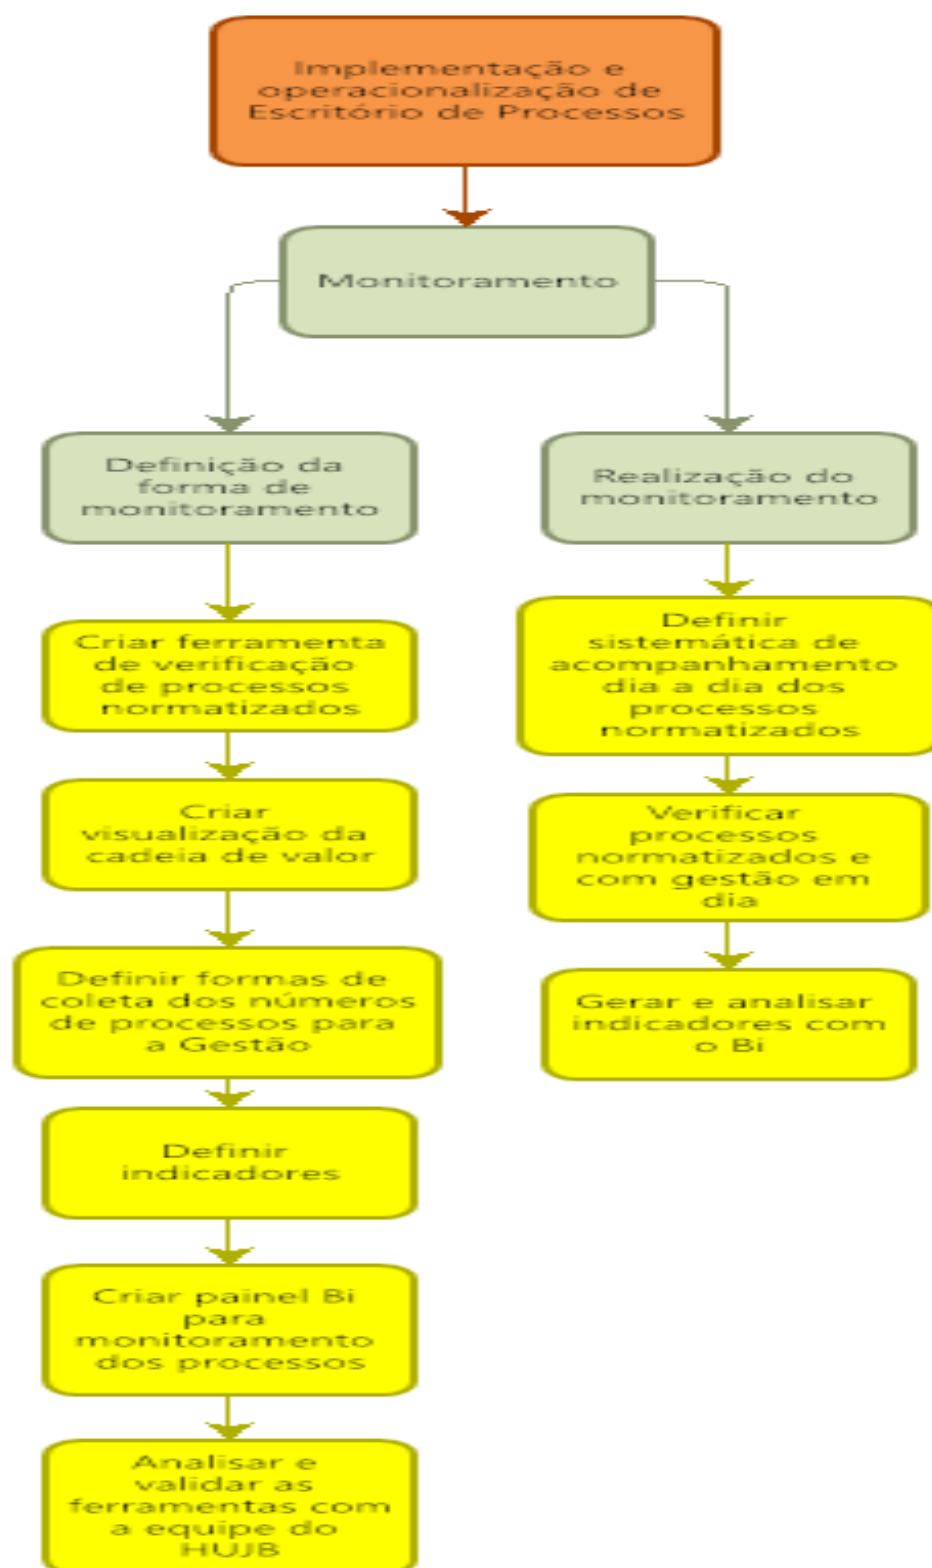 Implementação e
operacionalização de
Escritório de Processos
Monitoramento
Definição da
forma de
monitoramento
Criar ferramenta
de verificação
de processos
normatizados
Criar
visualização da
cadeia de valor
Definir formas de
coleta dos números
de processos para
a Gestão
Definir
indicadores
Criar painel Bi
para
monitoramento
dos processos
Analisar e
validar as
ferramentas com
a equipe do
HUJB
Realização do
monitoramento
Definir
sistemática de
acompanhamento
dia a dia dos
processos
normatizados
Verificar
processos
normatizados e
com gestão em
dia
Gerar e analisar
indicadores com
o Bi